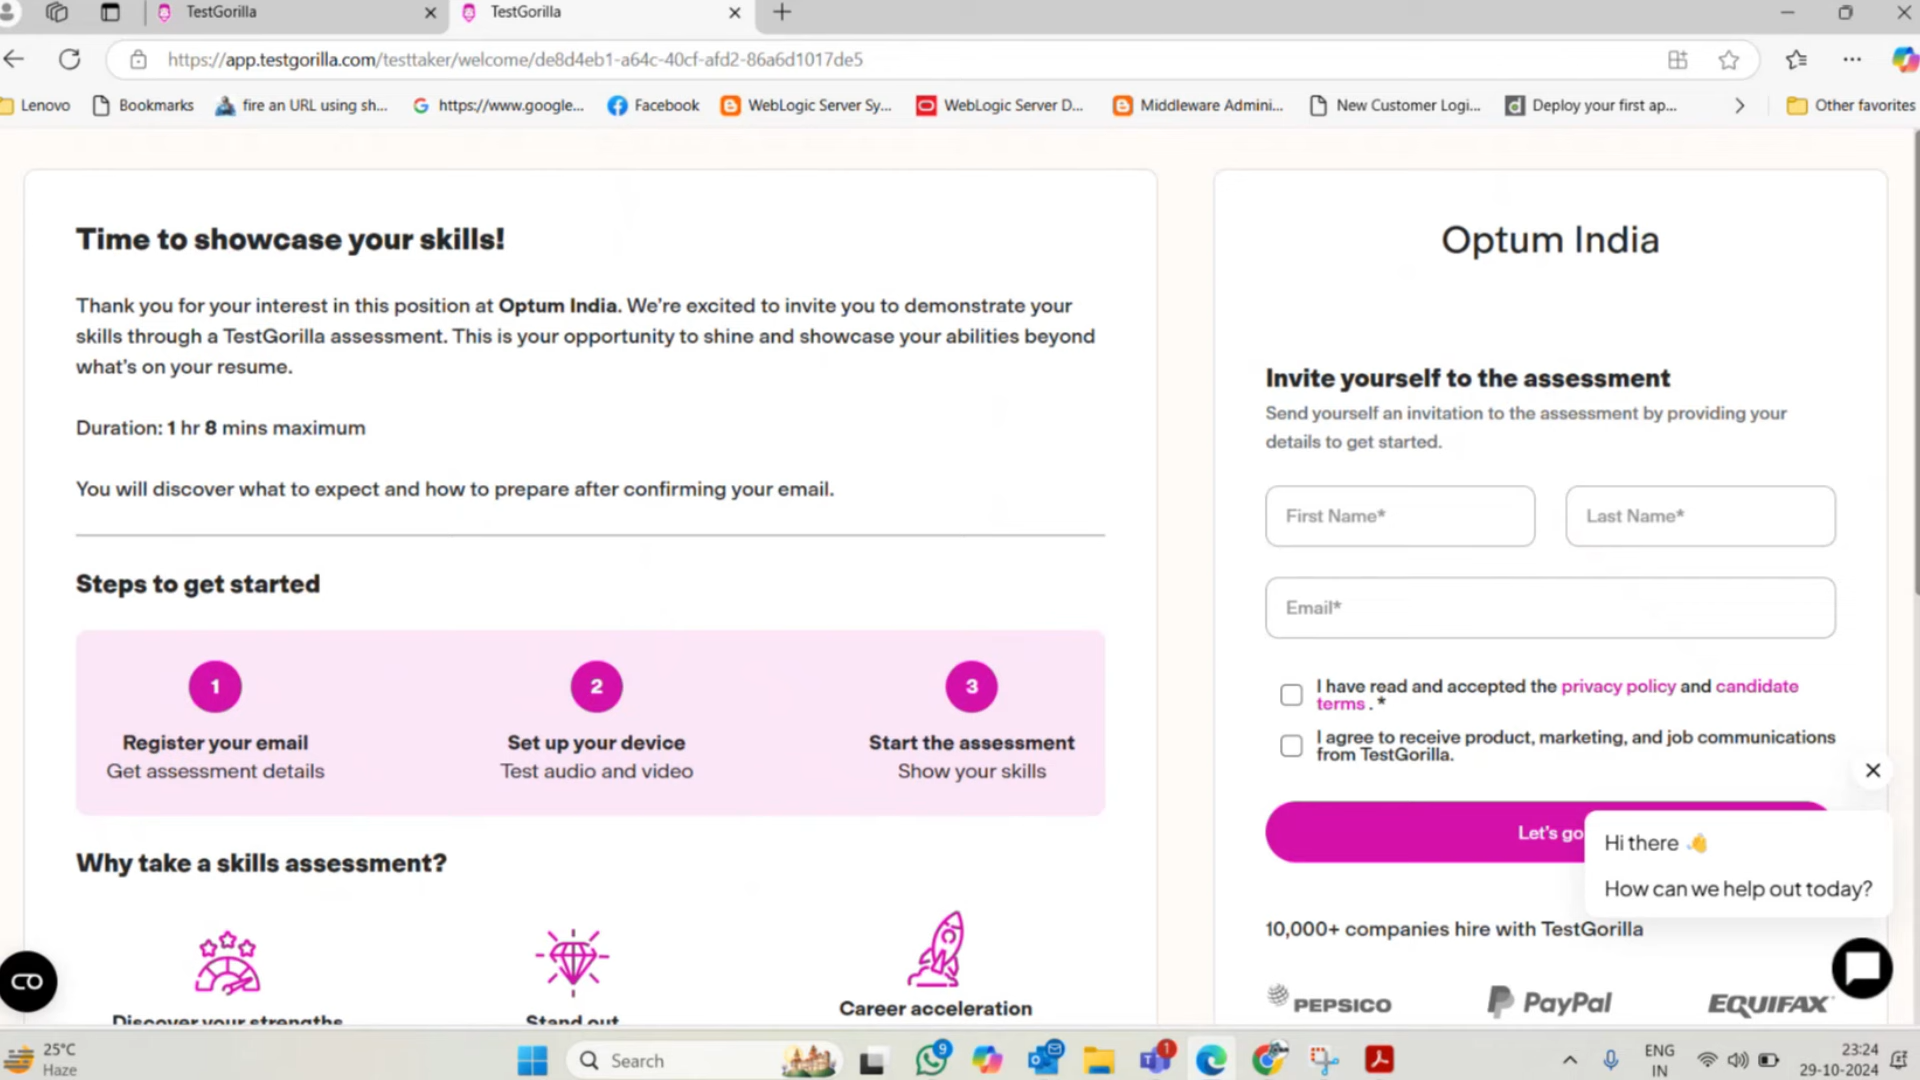 TestGorilla
TestGorilla
https://app.testgorilla.com/testtaker/welcome/de8d4eb1-a64c-40cf-afd2-86a6d1017de5
Lenovo Bookmarks fire an URL using sh... https://www.google... Facebook WebLogic Server Sy... WebLogic Server D... Middleware Admini... New Customer Logi... Deploy your first ap... Other favorites
Time to showcase your skills!
Thank you for your interest in this position at Optum India. We're excited to invite you to demonstrate your
skills through a TestGorilla assessment. This is your opportunity to shine and showcase your abilities beyond
what's on your resume.
Duration: 1 hr 8 mins maximum
You will discover what to expect and how to prepare after confirming your email.
Steps to get started
1
Register your email
Get assessment details
2
Set up your device
Test audio and video
3
Start the assessment
Show your skills
Why take a skills assessment?
Discover your strengths
Stand out
Career acceleration
Optum India
Invite yourself to the assessment
Send yourself an invitation to the assessment by providing your
details to get started.
First Name*
Last Name*
Email*
I have read and accepted the privacy policy and candidate
terms . *
I agree to receive product, marketing, and job communications
from TestGorilla.
Let's go
Hi there 👋
How can we help out today?
10,000+ companies hire with TestGorilla
PEPSICO
PayPal
EQUIFAX
CO
25°C
Haze
Search
9
1
ENG
IN
23:24
29-10-2024